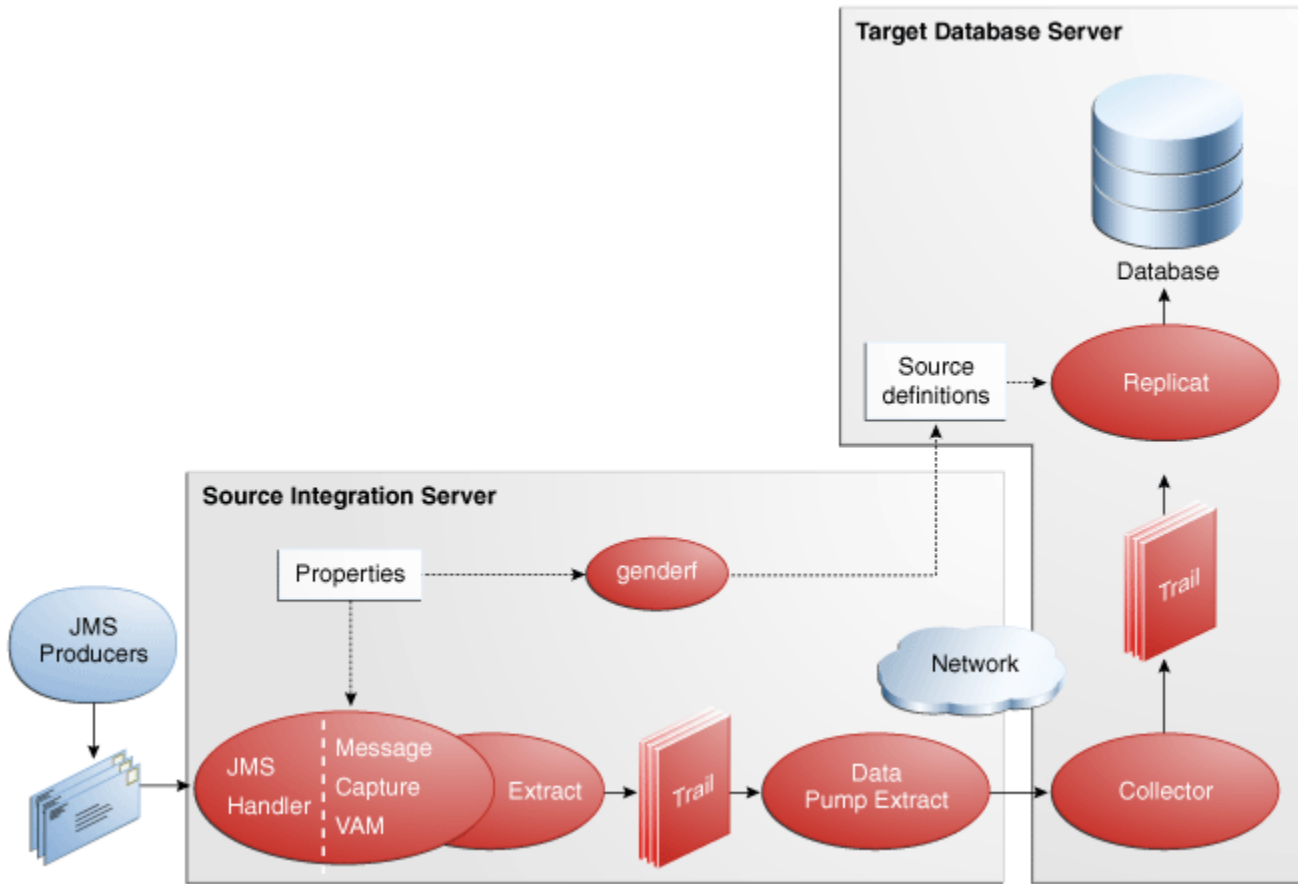 Target Database Server
Database
Source
definitions
Replicat
Source Integration Server
Properties
genderf
JMS
Producers
Network
Trail
JMS
Handler
Message
Capture
VAM
Extract
Trail
Data
Pump Extract
Collector